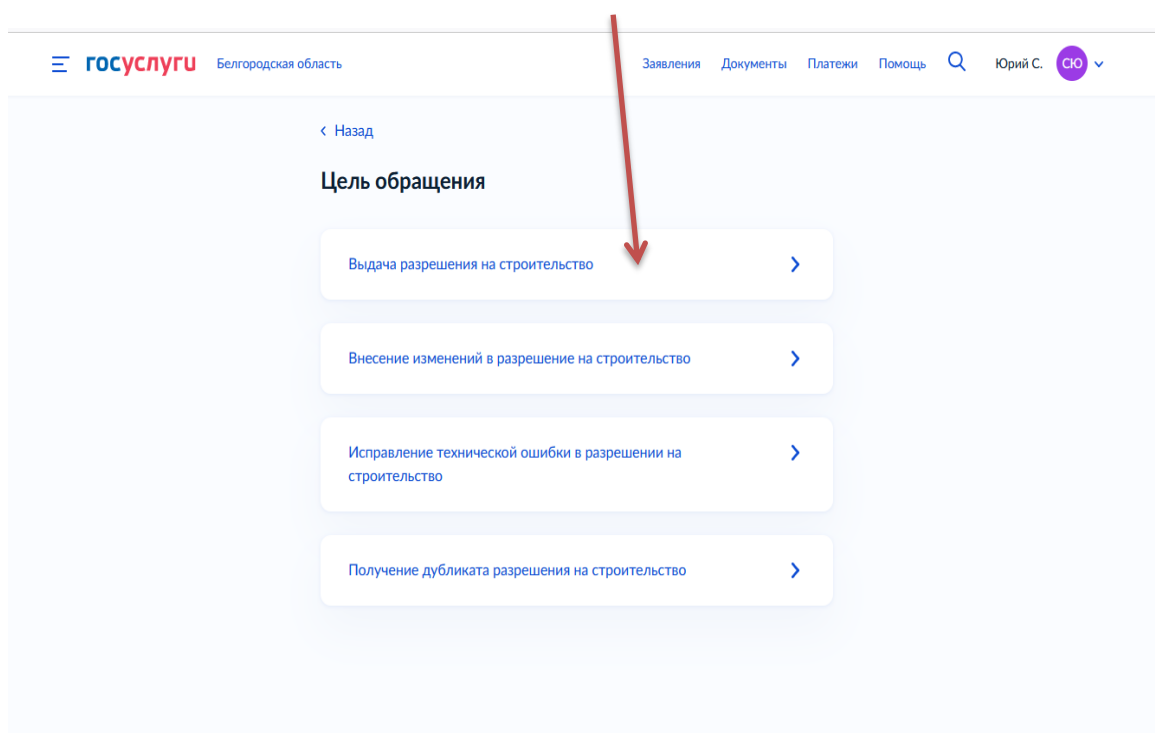 госуслуги Белгородская область Заявления Документы Платежи Помощь Юрий С. СЮ
Назад
Цель обращения
Выдача разрешения на строительство
Внесение изменений в разрешение на строительство
Исправление технической ошибки в разрешении на
строительство
Получение дубликата разрешения на строительство